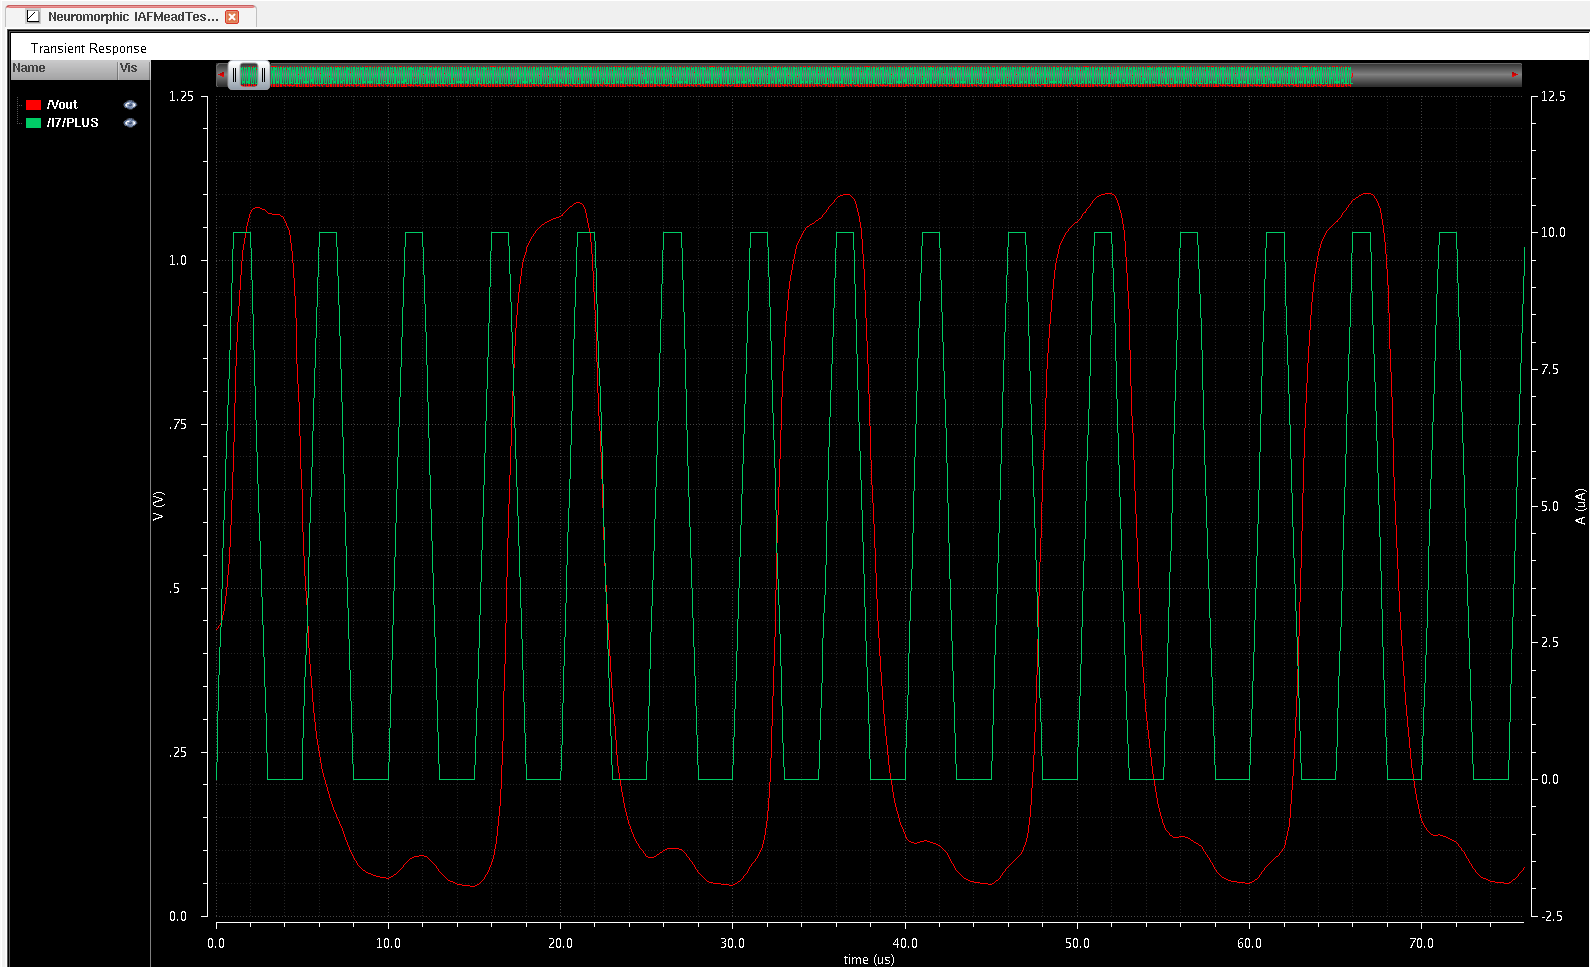 Neuromorphic IAFMeadTes...
Transient Response
Name Vis
/Vout
/I7/PLUS
1.25
1.0
.75
.5
.25
0.0
V (V)
12.5
10.0
7.5
5.0
2.5
0.0
-2.5
A (uA)
0.0 10.0 20.0 30.0 40.0 50.0 60.0 70.0
time (us)